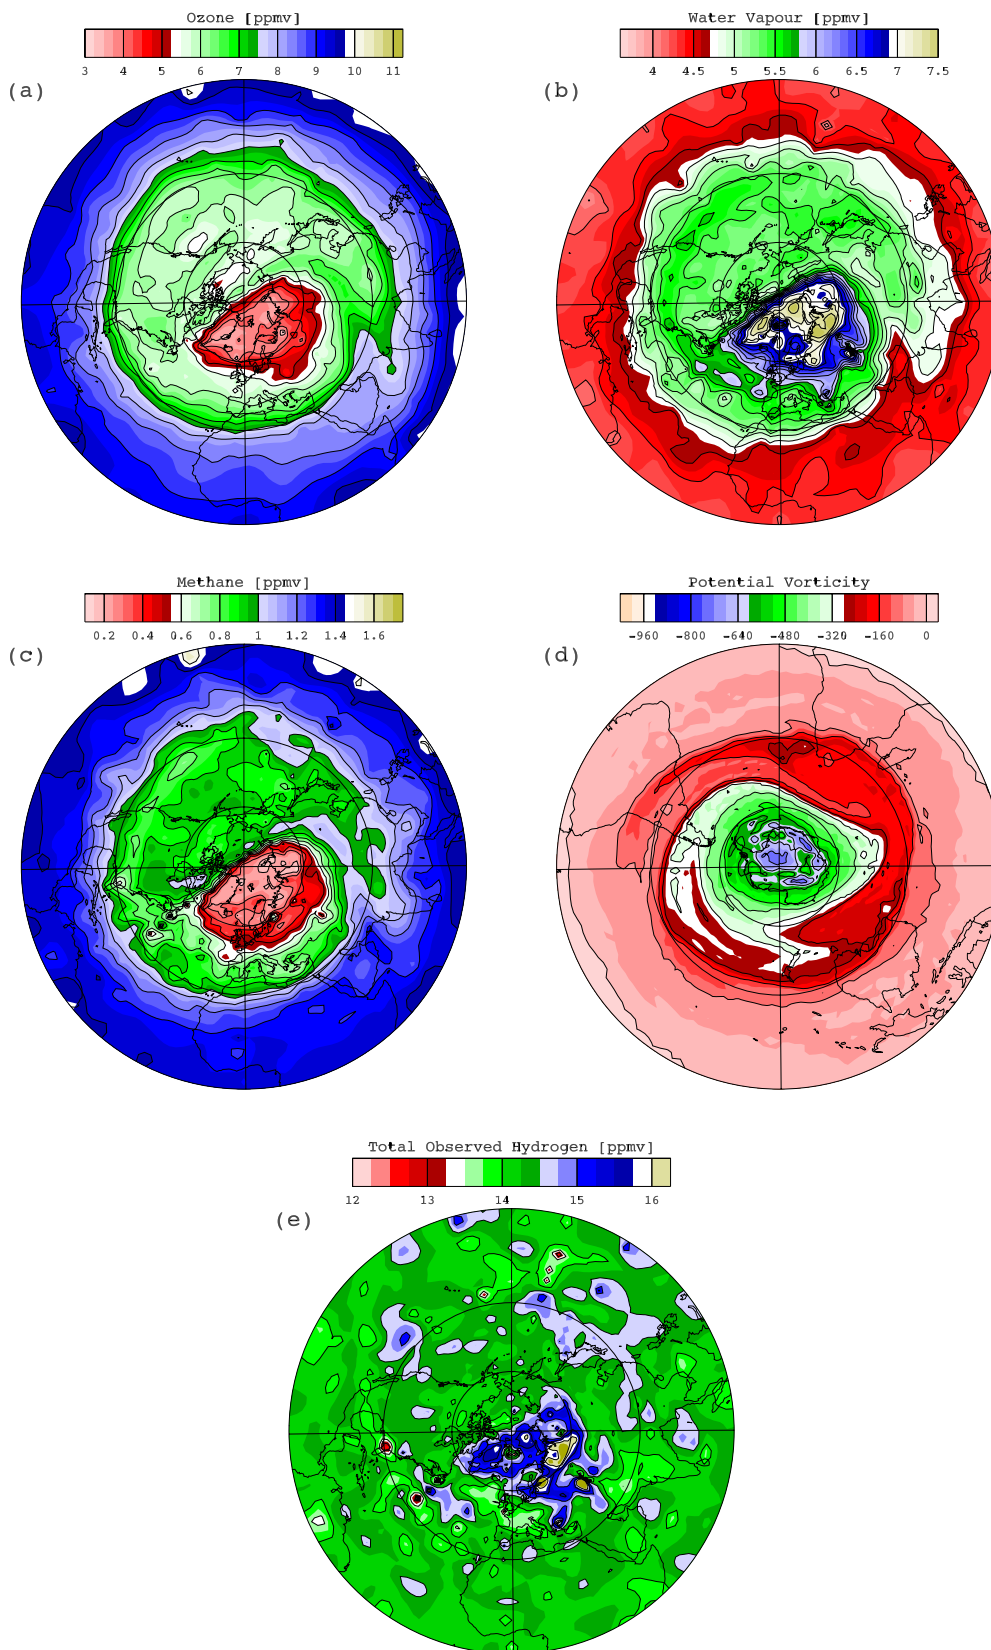 Ozone [ppmv]
3 4 5 6 7 8 9 10 11
(a)
Water Vapour [ppmv]
4 4.5 5 5.5 6 6.5 7 7.5
(b)
Methane [ppmv]
0.2 0.4 0.6 0.8 1 1.2 1.4 1.6
(c)
Potential Vorticity
-960 -800 -640 -480 -320 -160 0
(d)
Total Observed Hydrogen [ppmv]
12 13 14 15 16
(e)